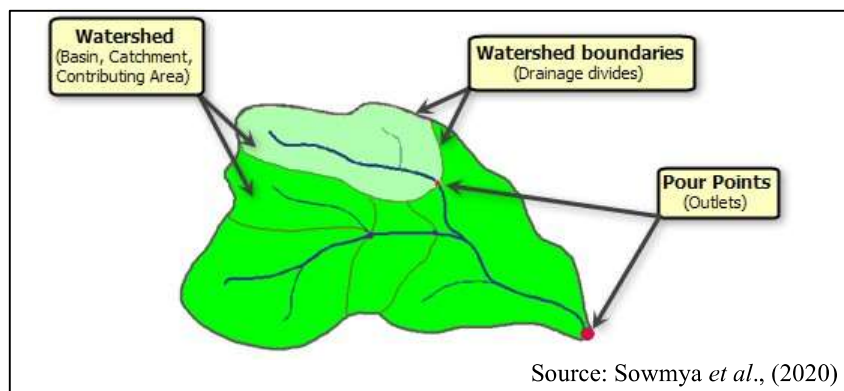 Watershed
(Basin, Catchment,
Contributing Area)
Watershed boundaries
(Drainage divides)
Pour Points
(Outlets)
Source: Sowmya et al., (2020)